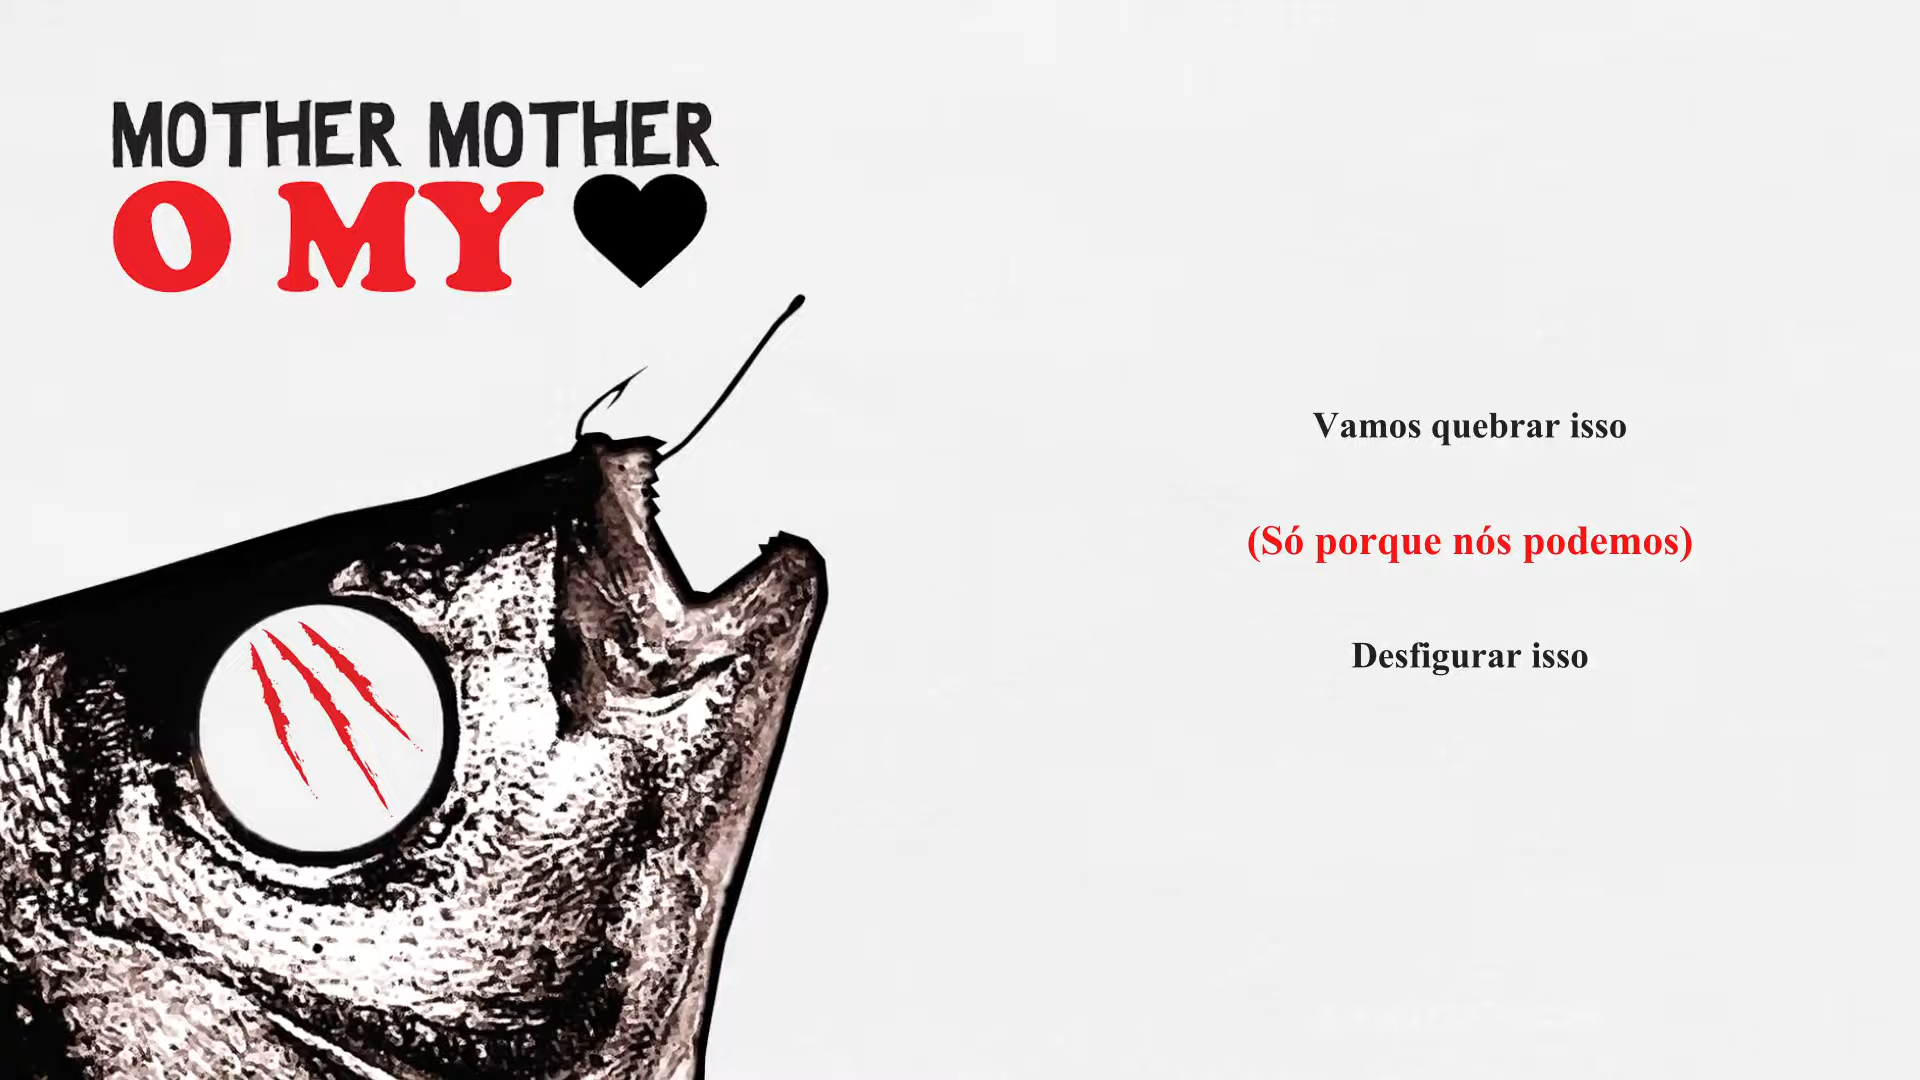 MOTHER MOTHER
O MY
Vamos quebrar isso
(Só porque nós podemos)
Desfigurar isso